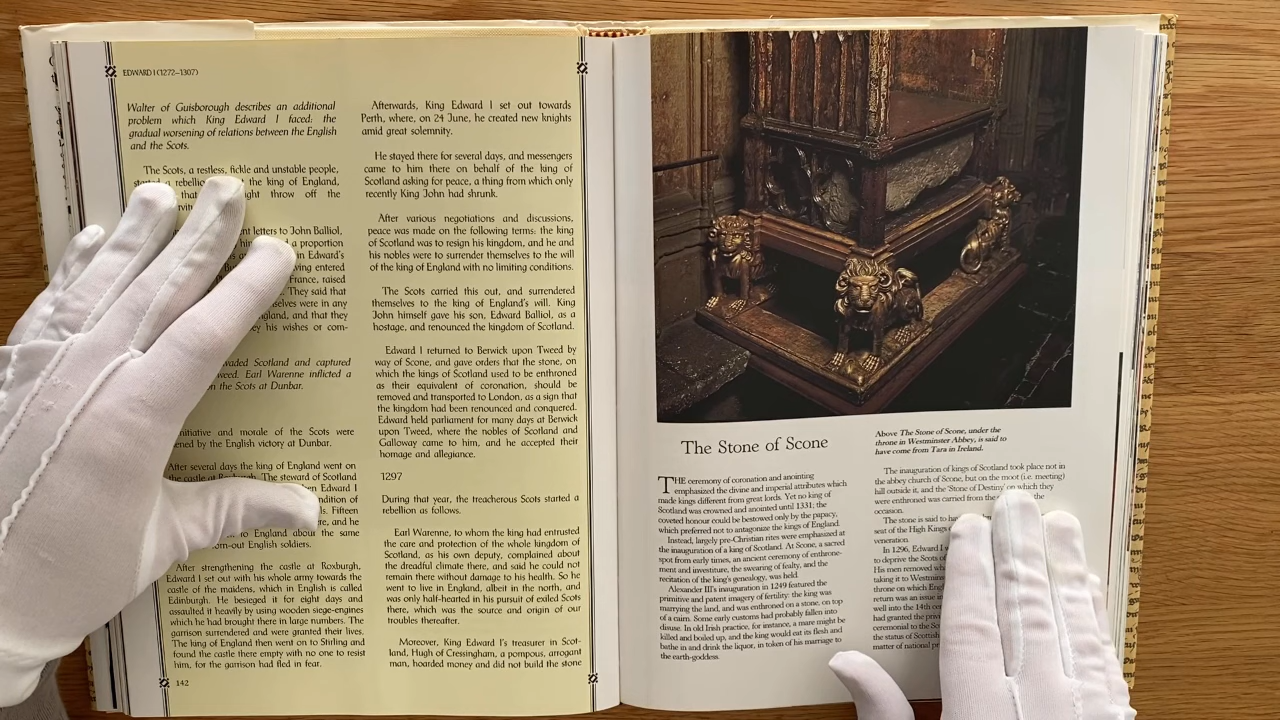 EDWARD I (1272–1307)
Walter of Guisborough describes an additional
problem which King Edward I faced: the
gradual worsening of relations between the English
and the Scots.
The Scots, a restless, fickle and unstable people,
the king of England,
that throw off the
ent letters to John Balliol,
a proportion
in Edward's
ving entered
France, raised
They said that
selves were in any
gland, and that they
ey his wishes or com-
vaded Scotland and captured
weed. Earl Warenne inflicted a
n the Scots at Dunbar.
nitiative and morale of the Scots were
ened by the English victory at Dunbar.
After several days the king of England went on
the castle at Roxburgh. The steward of Scotland
en Edward I
ndition of
ls. Fifteen
re, and he
to England about the same
orn-out English soldiers.
After strengthening the castle at Roxburgh,
Edward I set out with his whole army towards the
castle of the maidens, which in English is called
Edinburgh. He besieged it for eight days and
assaulted it heavily by using wooden siege-engines
which he had brought there in large numbers. The
garrison surrendered and were granted their lives.
The king of England then went on to Stirling and
found the castle there empty with no one to resist
him, for the garrison had fled in fear.
142
Afterwards, King Edward I set out towards
Perth, where, on 24 June, he created new knights
amid great solemnity.
He stayed there for several days, and messengers
came to him there on behalf of the king of
Scotland asking for peace, a thing from which only
recently King John had shrunk.
After various negotiations and discussions,
peace was made on the following terms: the king
of Scotland was to resign his kingdom, and he and
his nobles were to surrender themselves to the will
of the king of England with no limiting conditions.
The Scots carried this out, and surrendered
themselves to the king of England's will. King
John himself gave his son, Edward Balliol, as a
hostage, and renounced the kingdom of Scotland.
Edward I returned to Berwick upon Tweed by
way of Scone, and gave orders that the stone, on
which the kings of Scotland used to be enthroned
as their equivalent of coronation, should be
removed and transported to London, as a sign that
the kingdom had been renounced and conquered.
Edward held parliament for many days at Berwick
upon Tweed, where the nobles of Scotland and
Galloway came to him, and he accepted their
homage and allegiance.
1297
During that year, the treacherous Scots started a
rebellion as follows.
Earl Warenne, to whom the king had entrusted
the care and protection of the whole kingdom of
Scotland, as his own deputy, complained about
the dreadful climate there, and said he could not
remain there without damage to his health. So he
went to live in England, albeit in the north, and
was only half-hearted in his pursuit of exiled Scots
there, which was the source and origin of our
troubles thereafter.
Moreover, King Edward I's treasurer in Scot-
land, Hugh of Cressingham, a pompous, arrogant
man, hoarded money and did not build the stone
The Stone of Scone
THE ceremony of coronation and anointing
emphasized the divine and imperial attributes which
made kings different from great lords. Yet no king of
Scotland was crowned and anointed until 1331; the
coveted honour could be bestowed only by the papacy,
which preferred not to antagonize the kings of England.
Instead, largely pre-Christian rites were emphasized at
the inauguration of a king of Scotland. At Scone, a sacred
spot from early times, an ancient ceremony of enthrone-
ment and investiture, the swearing of fealty, and the
recitation of the king's genealogy, was held.
Alexander III's inauguration in 1249 featured the
primitive and patent imagery of fertility: the king was
marrying the land, and was enthroned on a stone, on top
of a cairn. Some early customs had probably fallen into
disuse. In old Irish practice, for instance, a mare might be
killed and boiled up, and the king would eat its flesh and
bathe in and drink the liquor, in token of his marriage to
the earth-goddess.
Above The Stone of Scone, under the
throne in Westminster Abbey, is said to
have come from Tara in Ireland.
The inauguration of kings of Scotland took place not in
the abbey church of Scone, but on the moot (i.e. meeting)
hill outside it, and the 'Stone of Destiny' on which they
were enthroned was carried from the the
occasion.
The stone is said to ha
seat of the High Kings
veneration.
In 1296, Edward I
to deprive the Scots of
His men removed wh
taking it to Westmins
throne on which Engl
return was an issue in
well into the 14th cen
had granted the priv
ceremonial to the Sc
the status of Scottish
matter of national pr